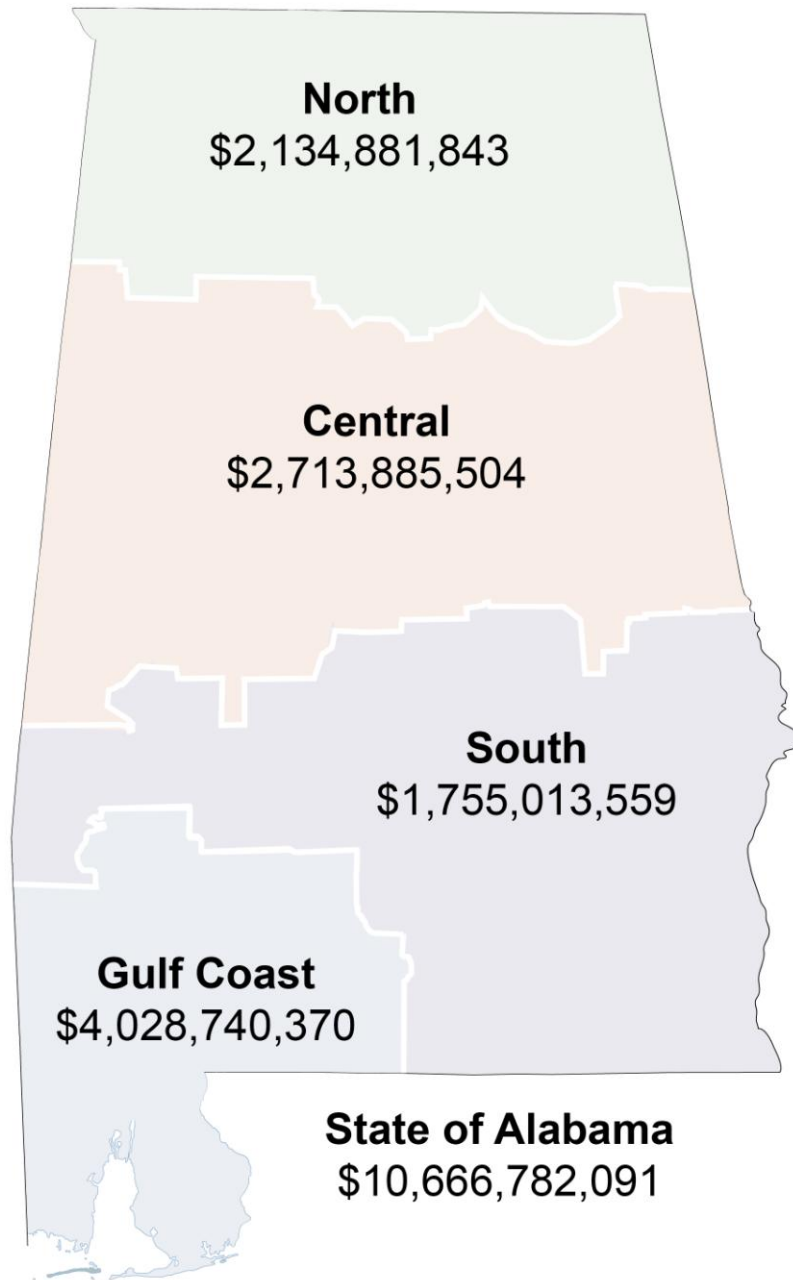 North
$2,134,881,843
Central
$2,713,885,504
South
$1,755,013,559
Gulf Coast
$4,028,740,370
State of Alabama
$10,666,782,091